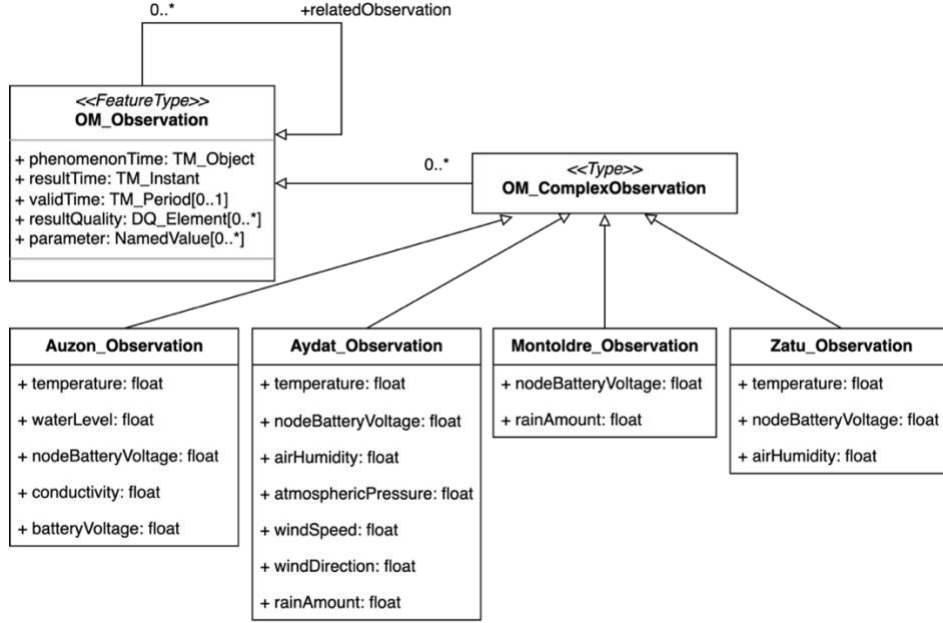 0..*
+relatedObservation
<<FeatureType>>
OM_Observation
+ phenomenonTime: TM_Object
+ resultTime: TM_Instant
+ validTime: TM_Period[0..1]
+ resultQuality: DQ_Element[0..*]
+ parameter: NamedValue[0..*]
0..*
<<Type>>
OM_ComplexObservation
Auzon_Observation
+ temperature: float
+ waterLevel: float
+ nodeBatteryVoltage: float
+ conductivity: float
+ batteryVoltage: float
Aydat_Observation
+ temperature: float
+ nodeBatteryVoltage: float
+ airHumidity: float
+ atmosphericPressure: float
+ windSpeed: float
+ windDirection: float
+ rainAmount: float
Montoldre_Observation
+ nodeBatteryVoltage: float
+ rainAmount: float
Zatu_Observation
+ temperature: float
+ nodeBatteryVoltage: float
+ airHumidity: float